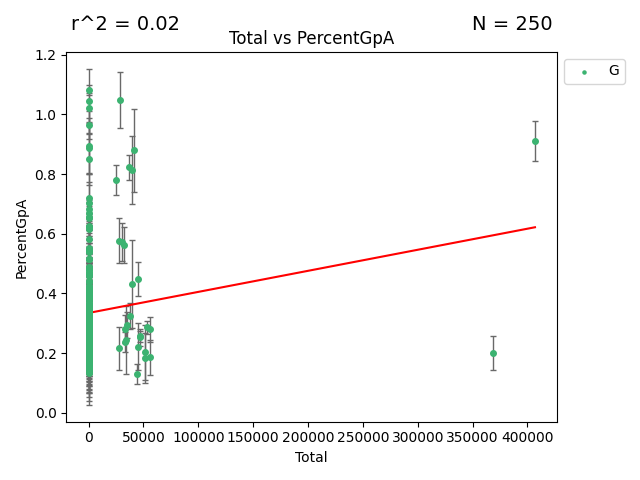 r^2 = 0.02
N = 250
Total vs PercentGpA
G
PercentGpA
1.2
1.0
0.8
0.6
0.4
0.2
0.0
0
50000
100000
150000
200000
250000
300000
350000
400000
Total